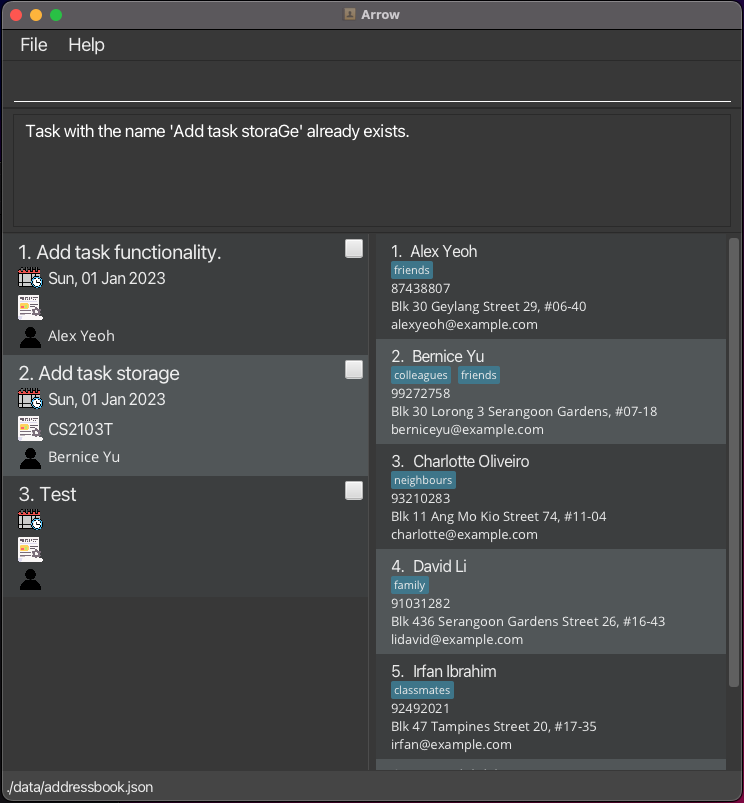 Arrow
File Help
Task with the name 'Add task storaGe' already exists.
1. Add task functionality.
Sun, 01 Jan 2023
Alex Yeoh
2. Add task storage
Sun, 01 Jan 2023
CS2103T
Bernice Yu
3. Test
1. Alex Yeoh
friends
87438807
Blk 30 Geylang Street 29, #06-40
alexyeoh@example.com
2. Bernice Yu
colleagues friends
99272758
Blk 30 Lorong 3 Serangoon Gardens, #07-18
berniceyu@example.com
3. Charlotte Oliveiro
neighbours
93210283
Blk 11 Ang Mo Kio Street 74, #11-04
charlotte@example.com
4. David Li
family
91031282
Blk 436 Serangoon Gardens Street 26, #16-43
lidavid@example.com
5. Irfan Ibrahim
classmates
92492021
Blk 47 Tampines Street 20, #17-35
irfan@example.com
./data/addressbook.json